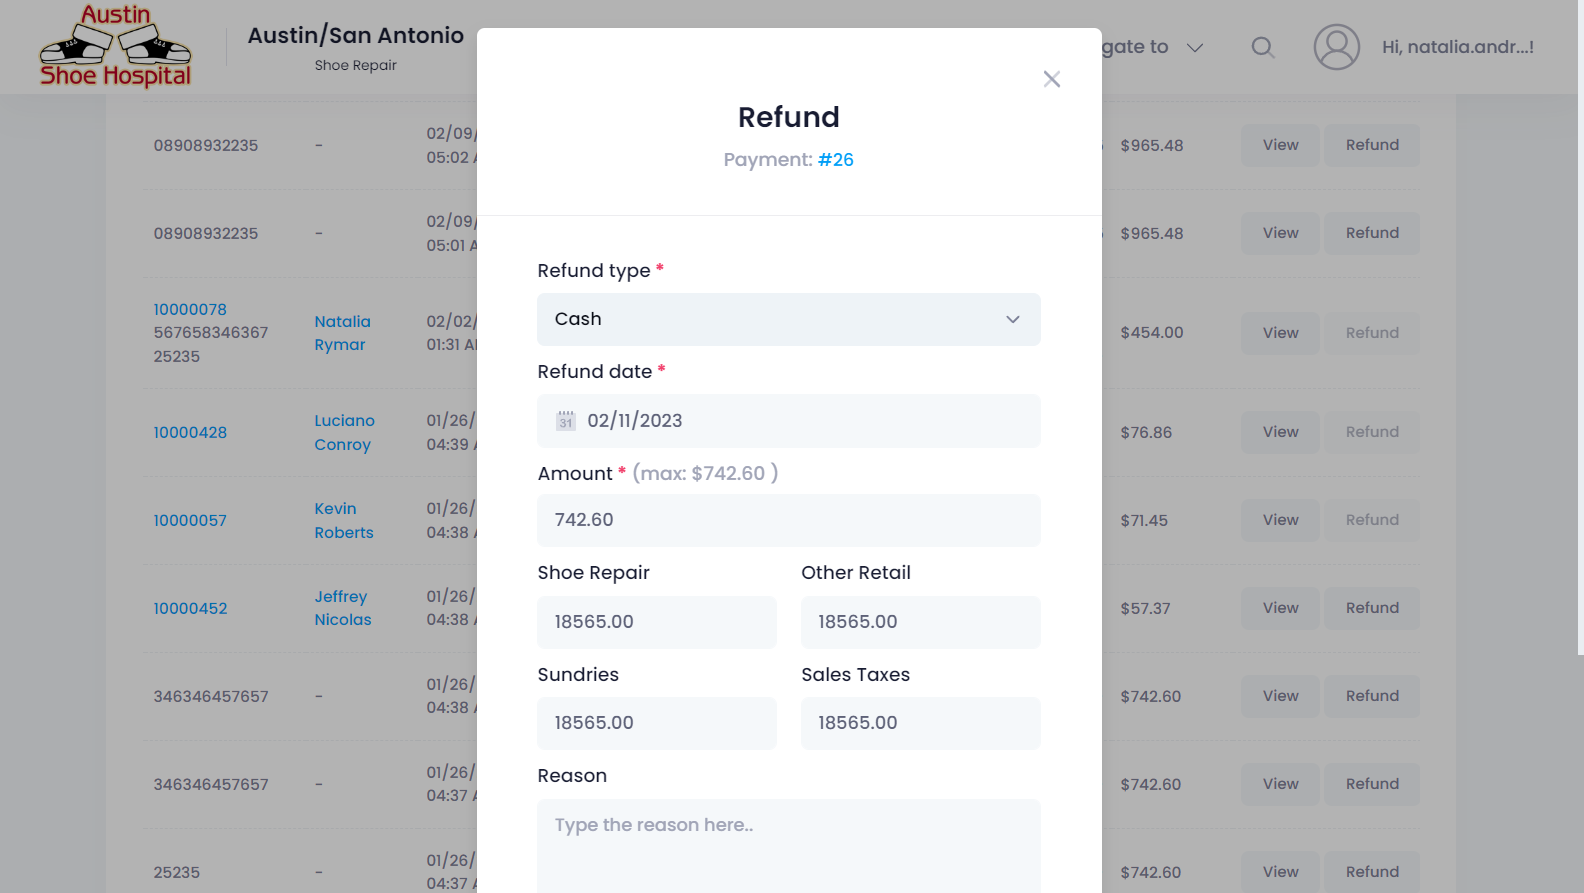 Austin
Shoe Hospital
Austin/San Antonio
Shoe Repair
gate to
Hi, natalia.andr...!
Refund
Payment: #26
Refund type *
Cash
Refund date *
31
02/11/2023
Amount * (max: $742.60 )
742.60
Shoe Repair Other Retail
18565.00 18565.00
Sundries Sales Taxes
18565.00 18565.00
Reason
Type the reason here..
08908932235 - 02/09/ $965.48 View Refund
05:02 A
08908932235 - 02/09/ $965.48 View Refund
05:01 A
10000078
567658346367
25235
Natalia
Rymar
02/02/
01:31 AI
$454.00 View Refund
10000428
Luciano
Conroy
01/26/
04:39 A
$76.86 View Refund
10000057
Kevin
Roberts
01/26/
04:38 A
$71.45 View Refund
10000452
Jeffrey
Nicolas
01/26/
04:38 A
$57.37 View Refund
346346457657 - 01/26/ $742.60 View Refund
04:38 A
346346457657 - 01/26/ $742.60 View Refund
04:37 A
25235 - 01/26/ $742.60 View Refund
04:37 A